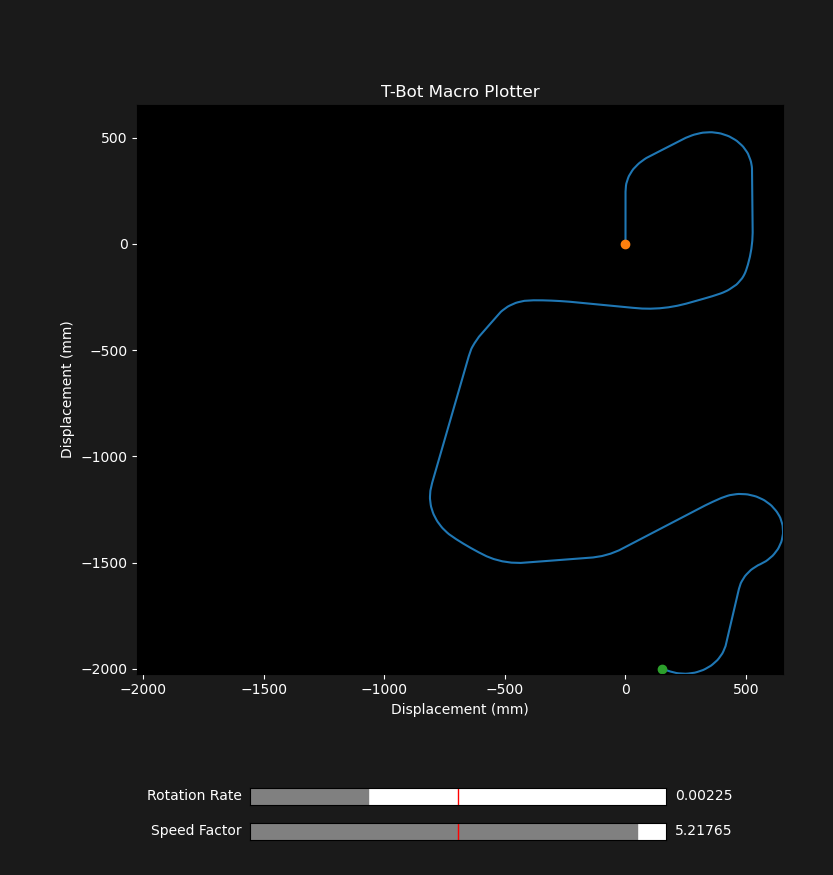 T-Bot Macro Plotter
500
0
−500
−1000
−1500
−2000
Displacement (mm)
−2000 −1500 −1000 −500 0 500
Displacement (mm)
Rotation Rate 0.00225
Speed Factor 5.21765